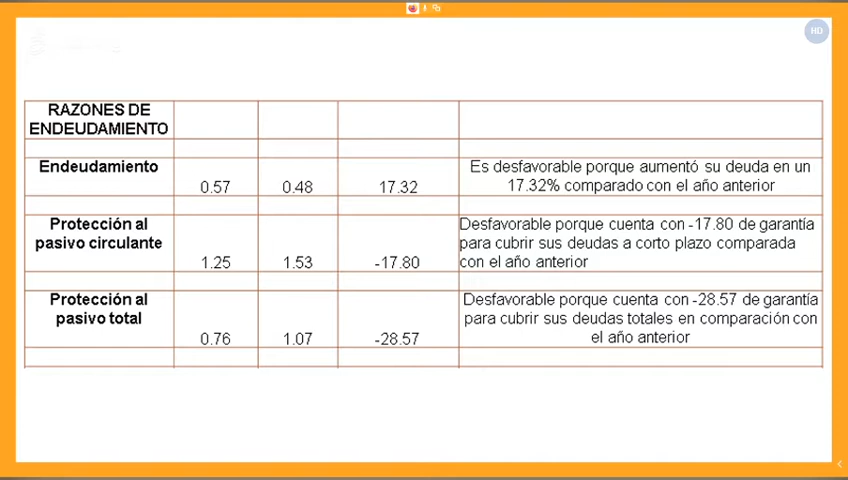 HD
RAZONES DE
ENDEUDAMIENTO
Endeudamiento
0.57 0.48 17.32
Es desfavorable porque aumentó su deuda en un
17.32% comparado con el año anterior
Protección al
pasivo circulante
1.25 1.53 -17.80
Desfavorable porque cuenta con -17.80 de garantía
para cubrir sus deudas a corto plazo comparada
con el año anterior
Protección al
pasivo total
0.76 1.07 -28.57
Desfavorable porque cuenta con -28.57 de garantía
para cubrir sus deudas totales en comparación con
el año anterior